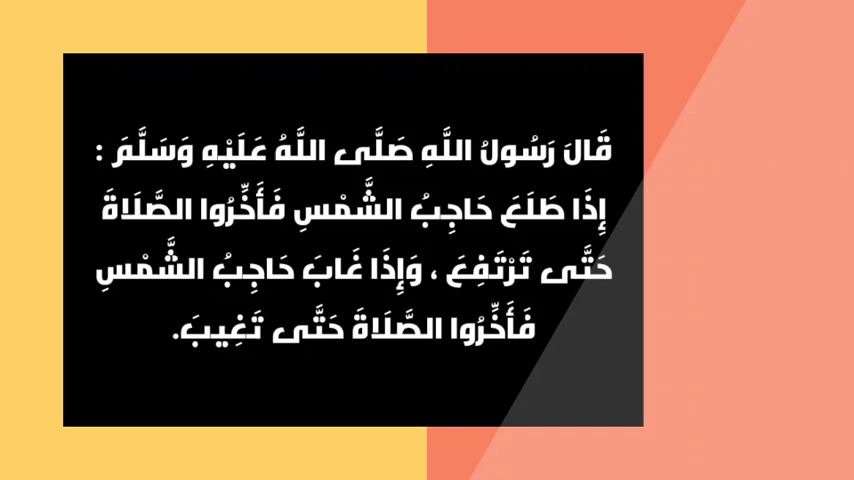 قَالَ رَسُولُ اللَّهِ صَلَّى اللَّهُ عَلَيْهِ وَسَلَّمَ :
إِذَا طَلَعَ حَاجِبُ الشَّمْسِ فَأَخِّرُوا الصَّلَاةَ
حَتَّى تَرْتَفِعَ ، وَإِذَا غَابَ حَاجِبُ الشَّمْسِ
فَأَخِّرُوا الصَّلَاةَ حَتَّى تَغِيبَ.